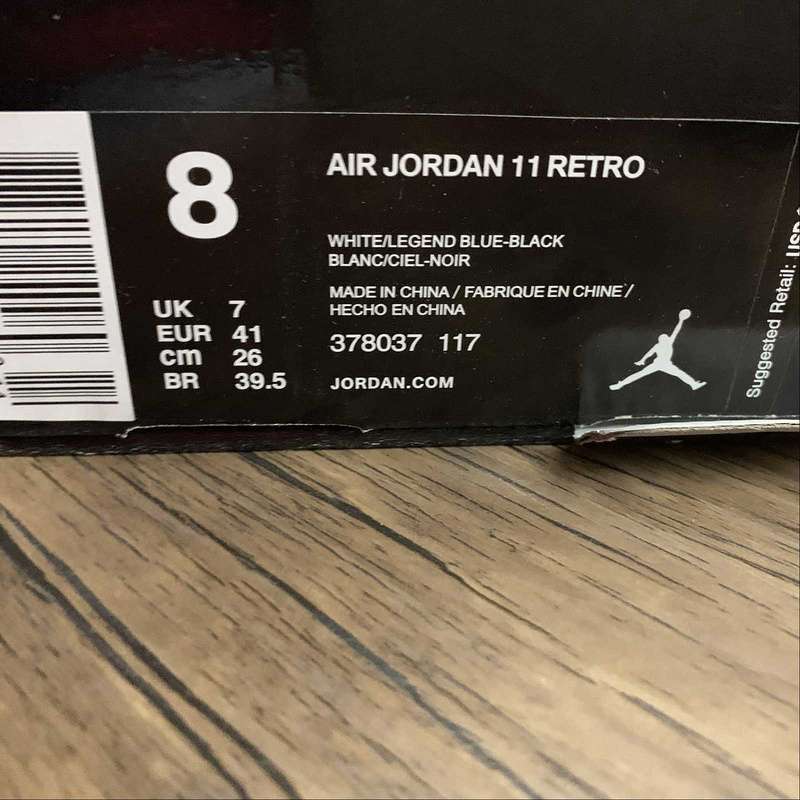 8
AIR JORDAN 11 RETRO
WHITE/LEGEND BLUE-BLACK
BLANC/CIEL-NOIR
MADE IN CHINA / FABRIQUE EN CHINE /
HECHO EN CHINA
378037 117
JORDAN.COM
UK 7
EUR 41
cm 26
BR 39.5
Suggested Retail: USD